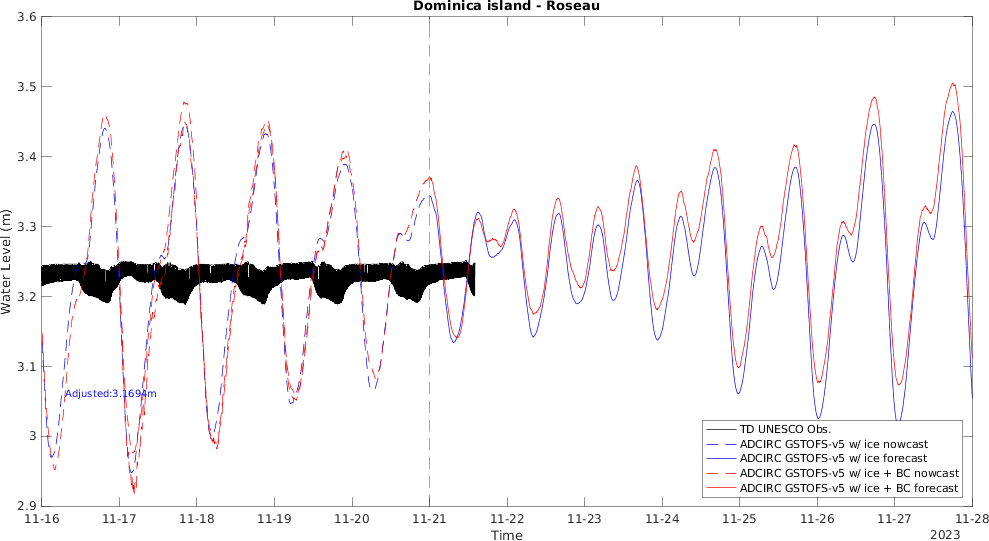 Dominica island - Roseau
3.6
3.5
3.4
3.3
3.2
3.1
3
2.9
Water Level (m)
Adjusted:3.1694m
TD UNESCO Obs.
ADCIRC GSTOFS-v5 w/ ice nowcast
ADCIRC GSTOFS-v5 w/ ice forecast
ADCIRC GSTOFS-v5 w/ ice + BC nowcast
ADCIRC GSTOFS-v5 w/ ice + BC forecast
11-16 11-17 11-18 11-19 11-20 11-21 11-22 11-23 11-24 11-25 11-26 11-27 11-28
Time
2023